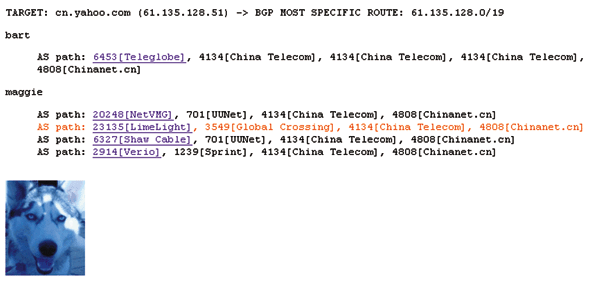 TARGET: cn.yahoo.com (61.135.128.51) -> BGP MOST SPECIFIC ROUTE: 61.135.128.0/19
bart
AS path: 6453[Teleglobe], 4134[China Telecom], 4134[China Telecom], 4134[China Telecom],
4808[Chinanet.cn]
maggie
AS path: 20248[NetVMG], 701[UUNet], 4134[China Telecom], 4808[Chinanet.cn]
AS path: 23135[LimeLight], 3549[Global Crossing], 4134[China Telecom], 4808[Chinanet.cn]
AS path: 6327[Shaw Cable], 701[UUNet], 4134[China Telecom], 4808[Chinanet.cn]
AS path: 2914[Verio], 1239[Sprint], 4134[China Telecom], 4808[Chinanet.cn]